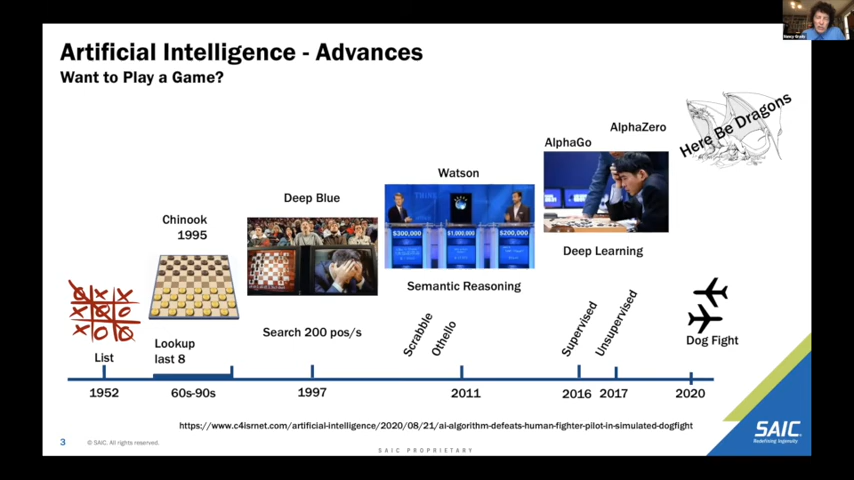 Artificial Intelligence - Advances
Want to Play a Game?
Here Be Dragons
AlphaZero
AlphaGo
Watson
Deep Blue
Chinook
1995
$300,000
$1,000,000
$200,000
Deep Learning
Semantic Reasoning
Scrabble
Othello
Supervised
Unsupervised
Search 200 pos/s
Dog Fight
Lookup
last 8
List
1952
60s-90s
1997
2011
2016
2017
2020
https://www.c4isrnet.com/artificial-intelligence/2020/08/21/ai-algorithm-defeats-human-fighter-pilot-in-simulated-dogfight
3
© SAIC. All rights reserved.
SAIC PROPRIETARY
SAIC
Redefining Ingenuity